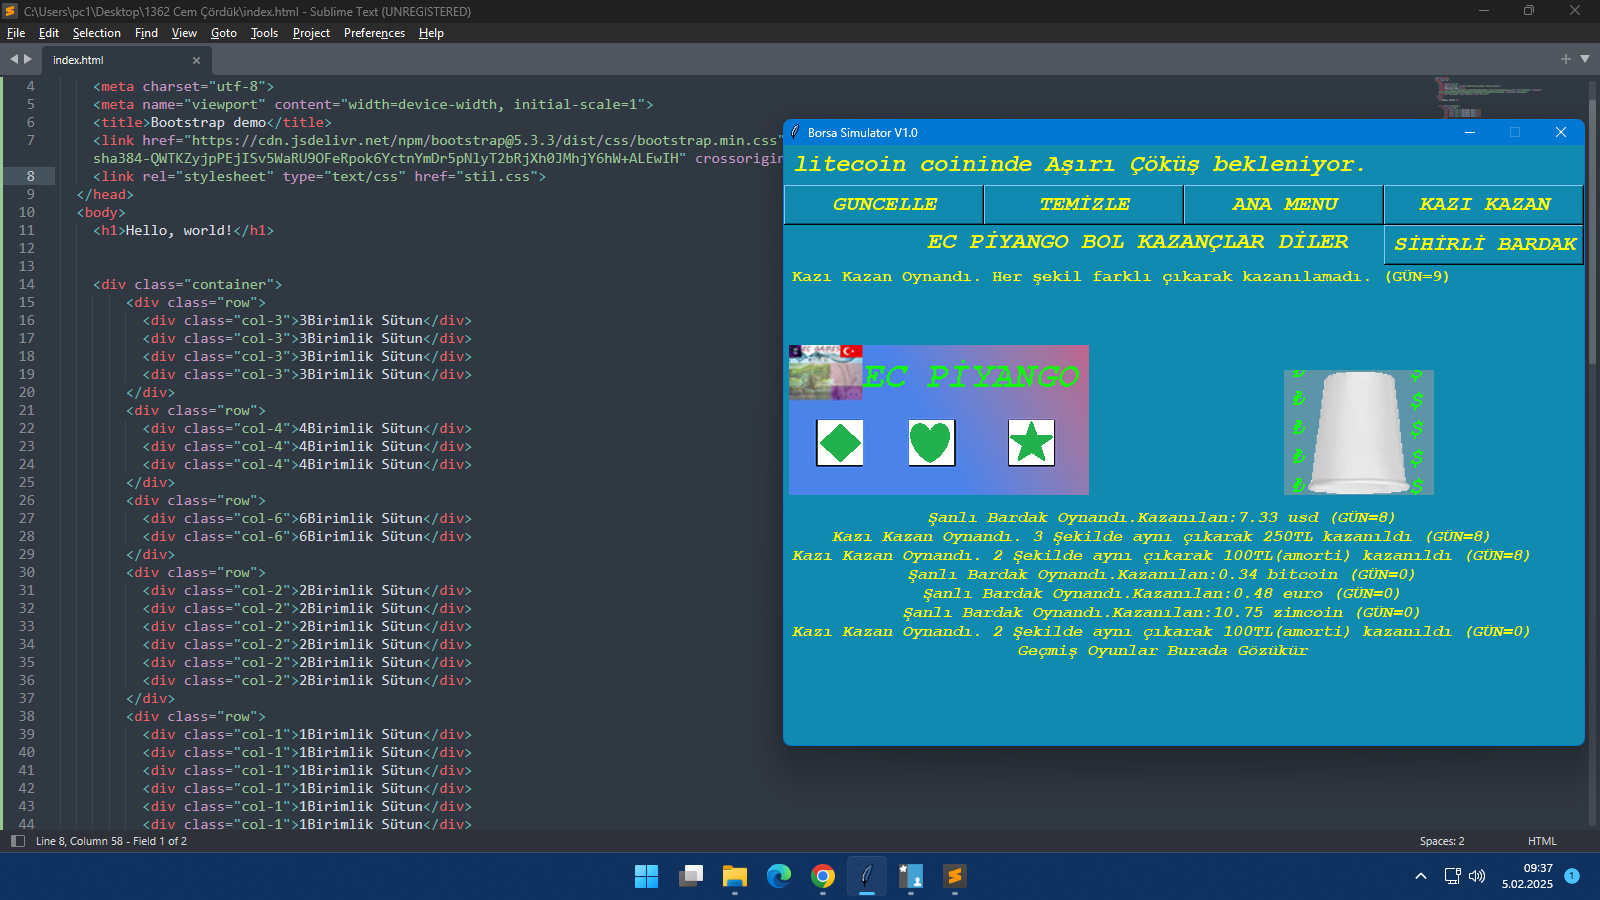 C:\Users\pc1\Desktop\1362 Cem Çördük\index.html - Sublime Text (UNREGISTERED)
File Edit Selection Find View Goto Tools Project Preferences Help
index.html
4 <meta charset="utf-8">
5 <meta name="viewport" content="width=device-width, initial-scale=1">
6 <title>Bootstrap demo</title>
7 <link href="https://cdn.jsdelivr.net/npm/bootstrap@5.3.3/dist/css/bootstrap.min.css"
sha384-QWTKZyjpPEjISv5WaRU9OFeRpok6YctnYmDr5pNlyT2bRjXh0JMhjY6hW+ALEwIH" crossorigin
8 <link rel="stylesheet" type="text/css" href="stil.css">
9 </head>
10 <body>
11 <h1>Hello, world!</h1>
12
13
14 <div class="container">
15 <div class="row">
16 <div class="col-3">3Birimlik Sütun</div>
17 <div class="col-3">3Birimlik Sütun</div>
18 <div class="col-3">3Birimlik Sütun</div>
19 <div class="col-3">3Birimlik Sütun</div>
20 </div>
21 <div class="row">
22 <div class="col-4">4Birimlik Sütun</div>
23 <div class="col-4">4Birimlik Sütun</div>
24 <div class="col-4">4Birimlik Sütun</div>
25 </div>
26 <div class="row">
27 <div class="col-6">6Birimlik Sütun</div>
28 <div class="col-6">6Birimlik Sütun</div>
29 </div>
30 <div class="row">
31 <div class="col-2">2Birimlik Sütun</div>
32 <div class="col-2">2Birimlik Sütun</div>
33 <div class="col-2">2Birimlik Sütun</div>
34 <div class="col-2">2Birimlik Sütun</div>
35 <div class="col-2">2Birimlik Sütun</div>
36 <div class="col-2">2Birimlik Sütun</div>
37 </div>
38 <div class="row">
39 <div class="col-1">1Birimlik Sütun</div>
40 <div class="col-1">1Birimlik Sütun</div>
41 <div class="col-1">1Birimlik Sütun</div>
42 <div class="col-1">1Birimlik Sütun</div>
43 <div class="col-1">1Birimlik Sütun</div>
44 <div class="col-1">1Birimlik Sütun</div>
Borsa Simulator V1.0
litecoin coininde Aşırı Çöküş bekleniyor.
GUNCELLE TEMİZLE ANA MENU KAZI KAZAN
EC PİYANGO BOL KAZANÇLAR DİLER SİHİRLİ BARDAK
Kazı Kazan Oynandı. Her şekil farklı çıkarak kazanılamadı. (GÜN=9)
EC GAMES
EC PİYANGO
Şanlı Bardak Oynandı.Kazanılan:7.33 usd (GÜN=8)
Kazı Kazan Oynandı. 3 Şekilde aynı çıkarak 250TL kazanıldı (GÜN=8)
Kazı Kazan Oynandı. 2 Şekilde aynı çıkarak 100TL(amorti) kazanıldı (GÜN=8)
Şanlı Bardak Oynandı.Kazanılan:0.34 bitcoin (GÜN=0)
Şanlı Bardak Oynandı.Kazanılan:0.48 euro (GÜN=0)
Şanlı Bardak Oynandı.Kazanılan:10.75 zimcoin (GÜN=0)
Kazı Kazan Oynandı. 2 Şekilde aynı çıkarak 100TL(amorti) kazanıldı (GÜN=0)
Geçmiş Oyunlar Burada Gözükür
Line 8, Column 58 - Field 1 of 2
Spaces: 2 HTML
09:37
5.02.2025
1